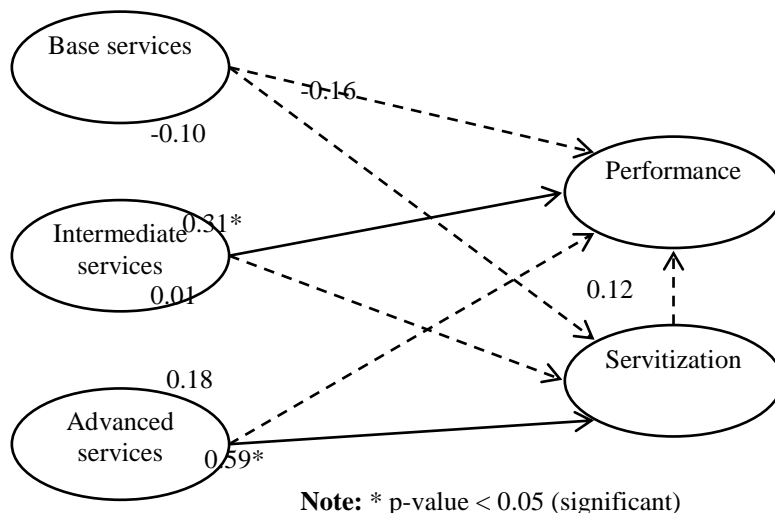 Base services
-0.16
-0.10
Performance
0.31*
Intermediate
services
0.01
0.12
Servitization
0.18
Advanced
services
0.59*
Note: * p-value < 0.05 (significant)